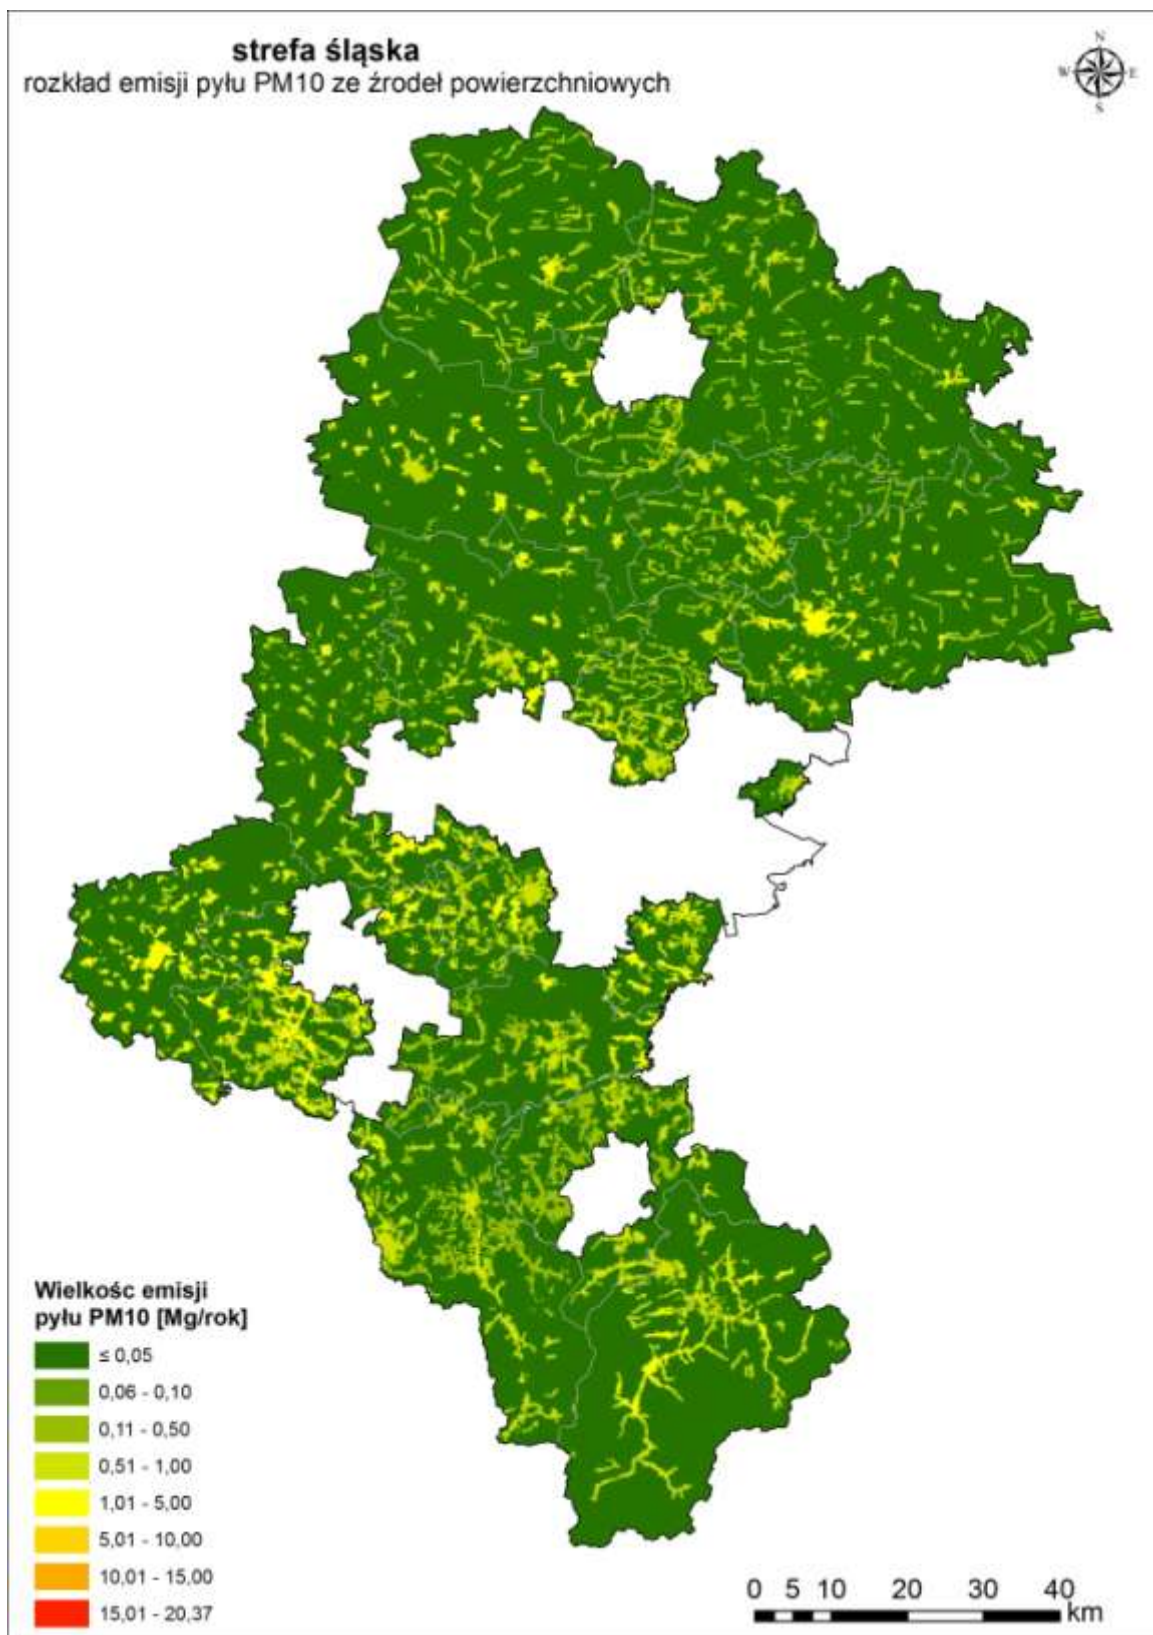 strefa śląska
rozkład emisji pyłu PM10 ze źrodeł powierzchniowych
N
W E
S
Wielkośc emisji
pyłu PM10 [Mg/rok]
≤ 0,05
0,06 - 0,10
0,11 - 0,50
0,51 - 1,00
1,01 - 5,00
5,01 - 10,00
10,01 - 15,00
15,01 - 20,37
0 5 10 20 30 40
km